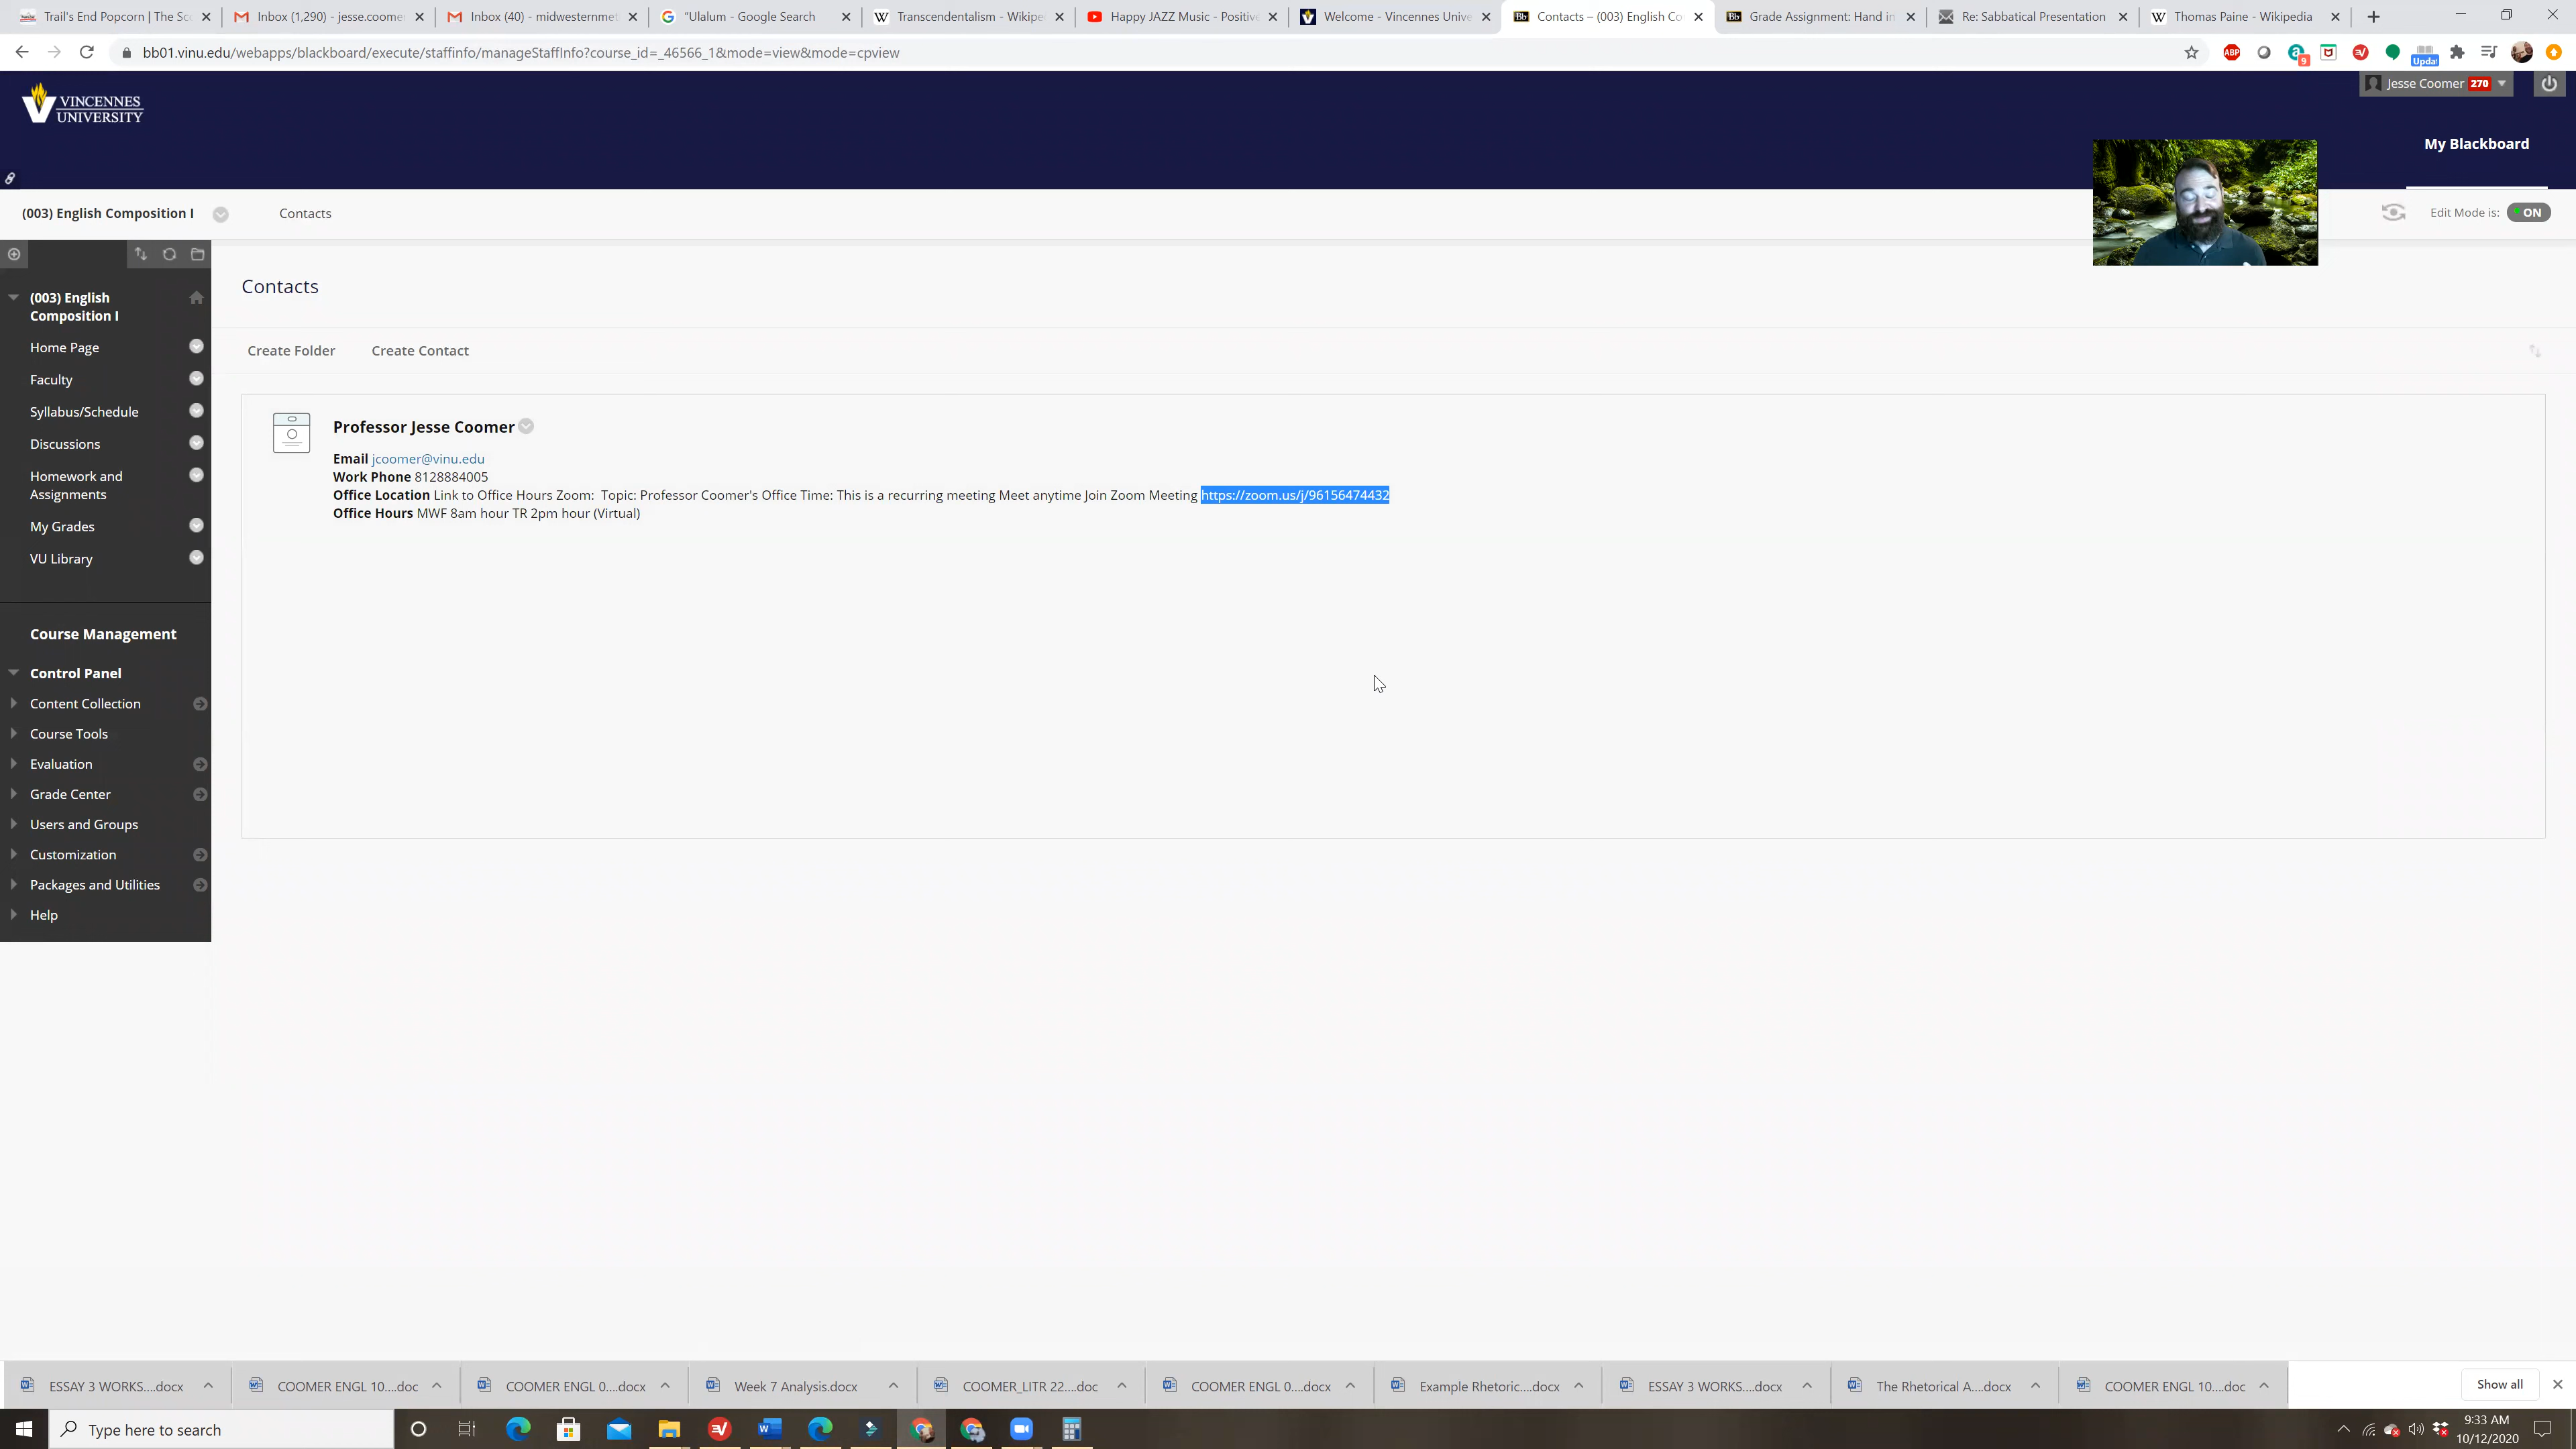 Trail's End Popcorn | The Sc
Inbox (1,290) - jesse.coomer
Inbox (40) - midwesternmet
"Ulalum - Google Search
Transcendentalism - Wikipe
Happy JAZZ Music - Positive
Welcome - Vincennes Unive
Contacts – (003) English Co
Grade Assignment: Hand in
Re: Sabbatical Presentation
Thomas Paine - Wikipedia
bb01.vinu.edu/webapps/blackboard/execute/staffinfo/manageStaffInfo?course_id=_46566_1&mode=view&mode=cpview
ABP
9
Updat
VINCENNES
UNIVERSITY
Jesse Coomer 270
My Blackboard
(003) English Composition I
Contacts
Edit Mode is: ON
(003) English
Composition I
Home Page
Faculty
Syllabus/Schedule
Discussions
Homework and
Assignments
My Grades
VU Library
Course Management
Control Panel
Content Collection
Course Tools
Evaluation
Grade Center
Users and Groups
Customization
Packages and Utilities
Help
Contacts
Create Folder
Create Contact
Professor Jesse Coomer
Email jcoomer@vinu.edu
Work Phone 8128884005
Office Location Link to Office Hours Zoom: Topic: Professor Coomer's Office Time: This is a recurring meeting Meet anytime Join Zoom Meeting https://zoom.us/j/96156474432
Office Hours MWF 8am hour TR 2pm hour (Virtual)
ESSAY 3 WORKS....docx
COOMER ENGL 10....doc
COOMER ENGL 0....docx
Week 7 Analysis.docx
COOMER_LITR 22....doc
COOMER ENGL 0....docx
Example Rhetoric....docx
ESSAY 3 WORKS....docx
The Rhetorical A....docx
COOMER ENGL 10....doc
Show all
Type here to search
9:33 AM
10/12/2020